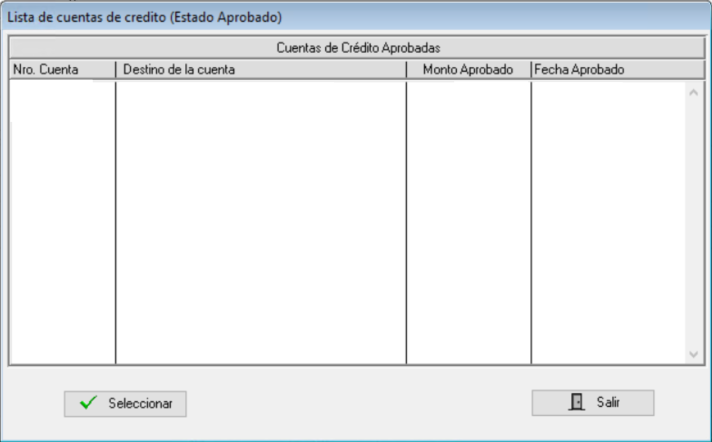 Lista de cuentas de credito (Estado Aprobado)
Cuentas de Crédito Aprobadas
Nro. Cuenta Destino de la cuenta Monto Aprobado Fecha Aprobado
Seleccionar Salir